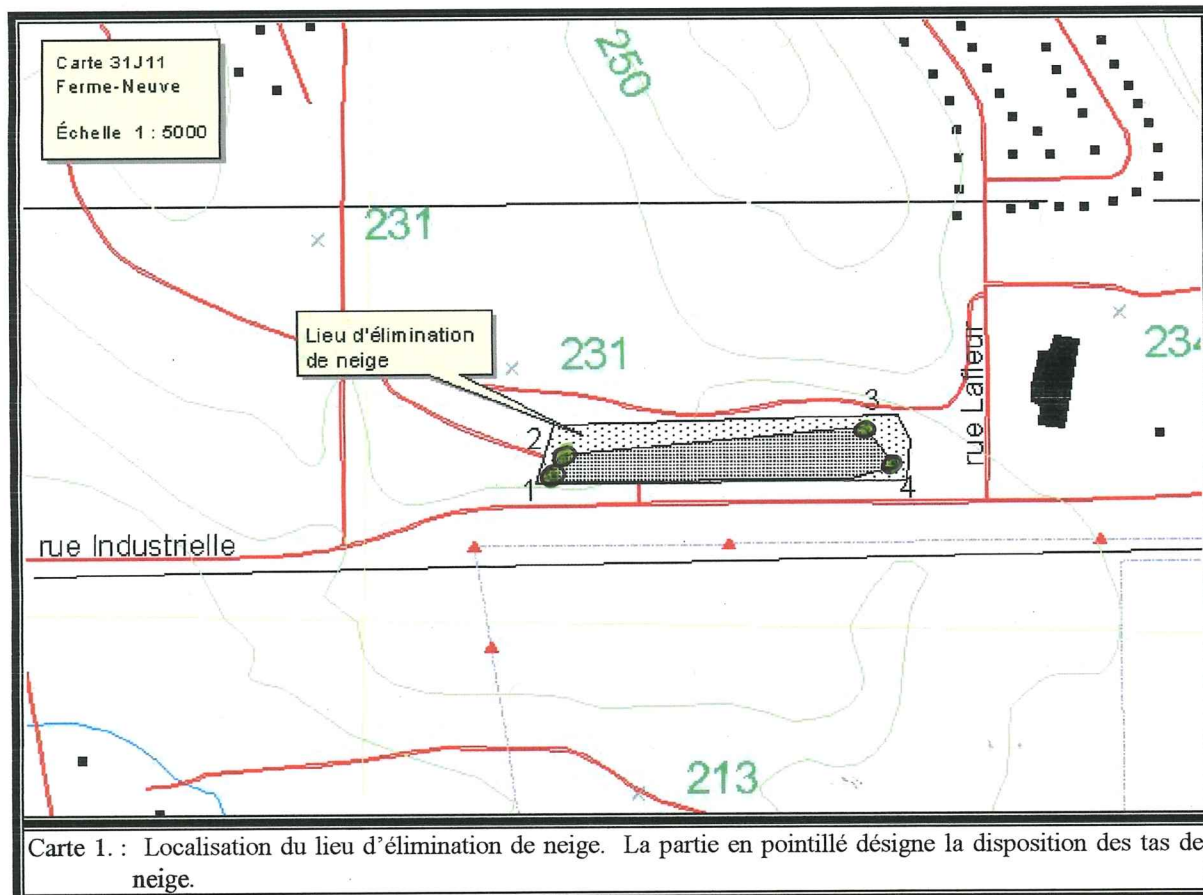 Carte 31J11
Ferme-Neuve
Échelle 1 : 5000
250
231
231
Lieu d'élimination
de neige
234
rue Lafleur
3
2
1
4
rue Industrielle
213
Carte 1. : Localisation du lieu d'élimination de neige. La partie en pointillé désigne la disposition des tas de
neige.